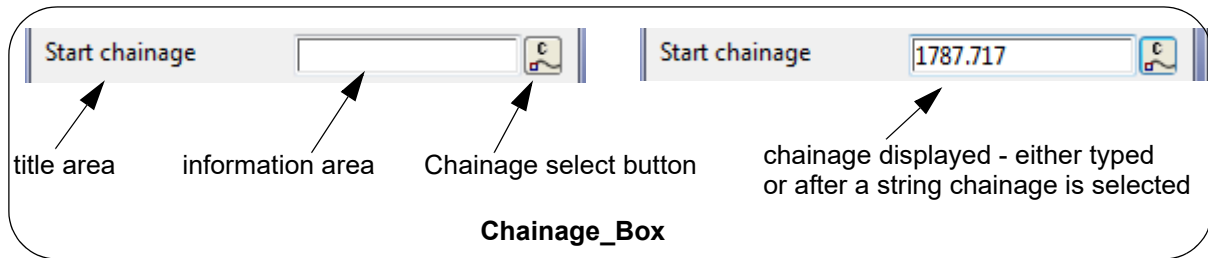 Start chainage
C
Start chainage 1787.717
C
title area
information area
Chainage select button
chainage displayed - either typed
or after a string chainage is selected
Chainage_Box